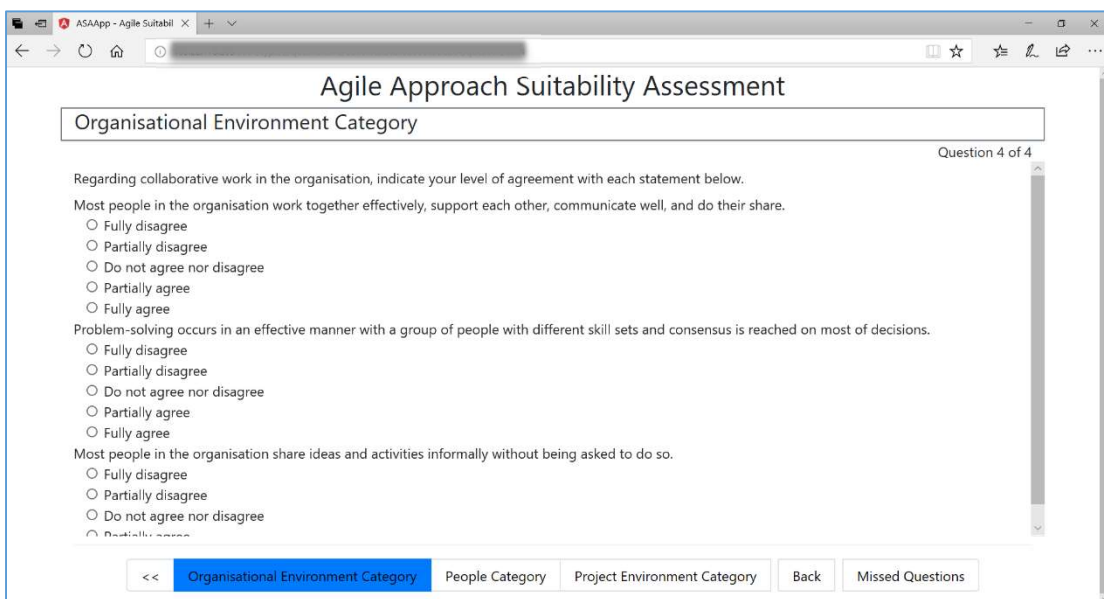 ASAApp - Agile Suitabil
Agile Approach Suitability Assessment
Organisational Environment Category
Question 4 of 4
Regarding collaborative work in the organisation, indicate your level of agreement with each statement below.
Most people in the organisation work together effectively, support each other, communicate well, and do their share.
Fully disagree
Partially disagree
Do not agree nor disagree
Partially agree
Fully agree
Problem-solving occurs in an effective manner with a group of people with different skill sets and consensus is reached on most of decisions.
Fully disagree
Partially disagree
Do not agree nor disagree
Partially agree
Fully agree
Most people in the organisation share ideas and activities informally without being asked to do so.
Fully disagree
Partially disagree
Do not agree nor disagree
Partially agree
<< Organisational Environment Category People Category Project Environment Category Back Missed Questions